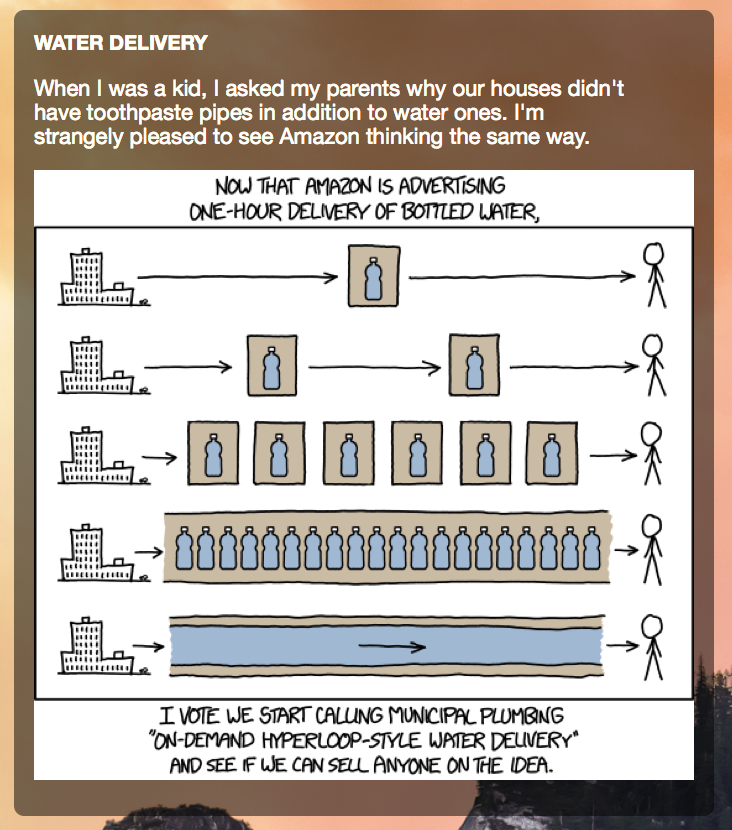 WATER DELIVERY
When I was a kid, I asked my parents why our houses didn't
have toothpaste pipes in addition to water ones. I'm
strangely pleased to see Amazon thinking the same way.
NOW THAT AMAZON IS ADVERTISING
ONE-HOUR DELIVERY OF BOTTLED WATER,
I VOTE WE START CALLING MUNICIPAL PLUMBING
"ON-DEMAND HYPERLOOP-STYLE WATER DELIVERY"
AND SEE IF WE CAN SELL ANYONE ON THE IDEA.